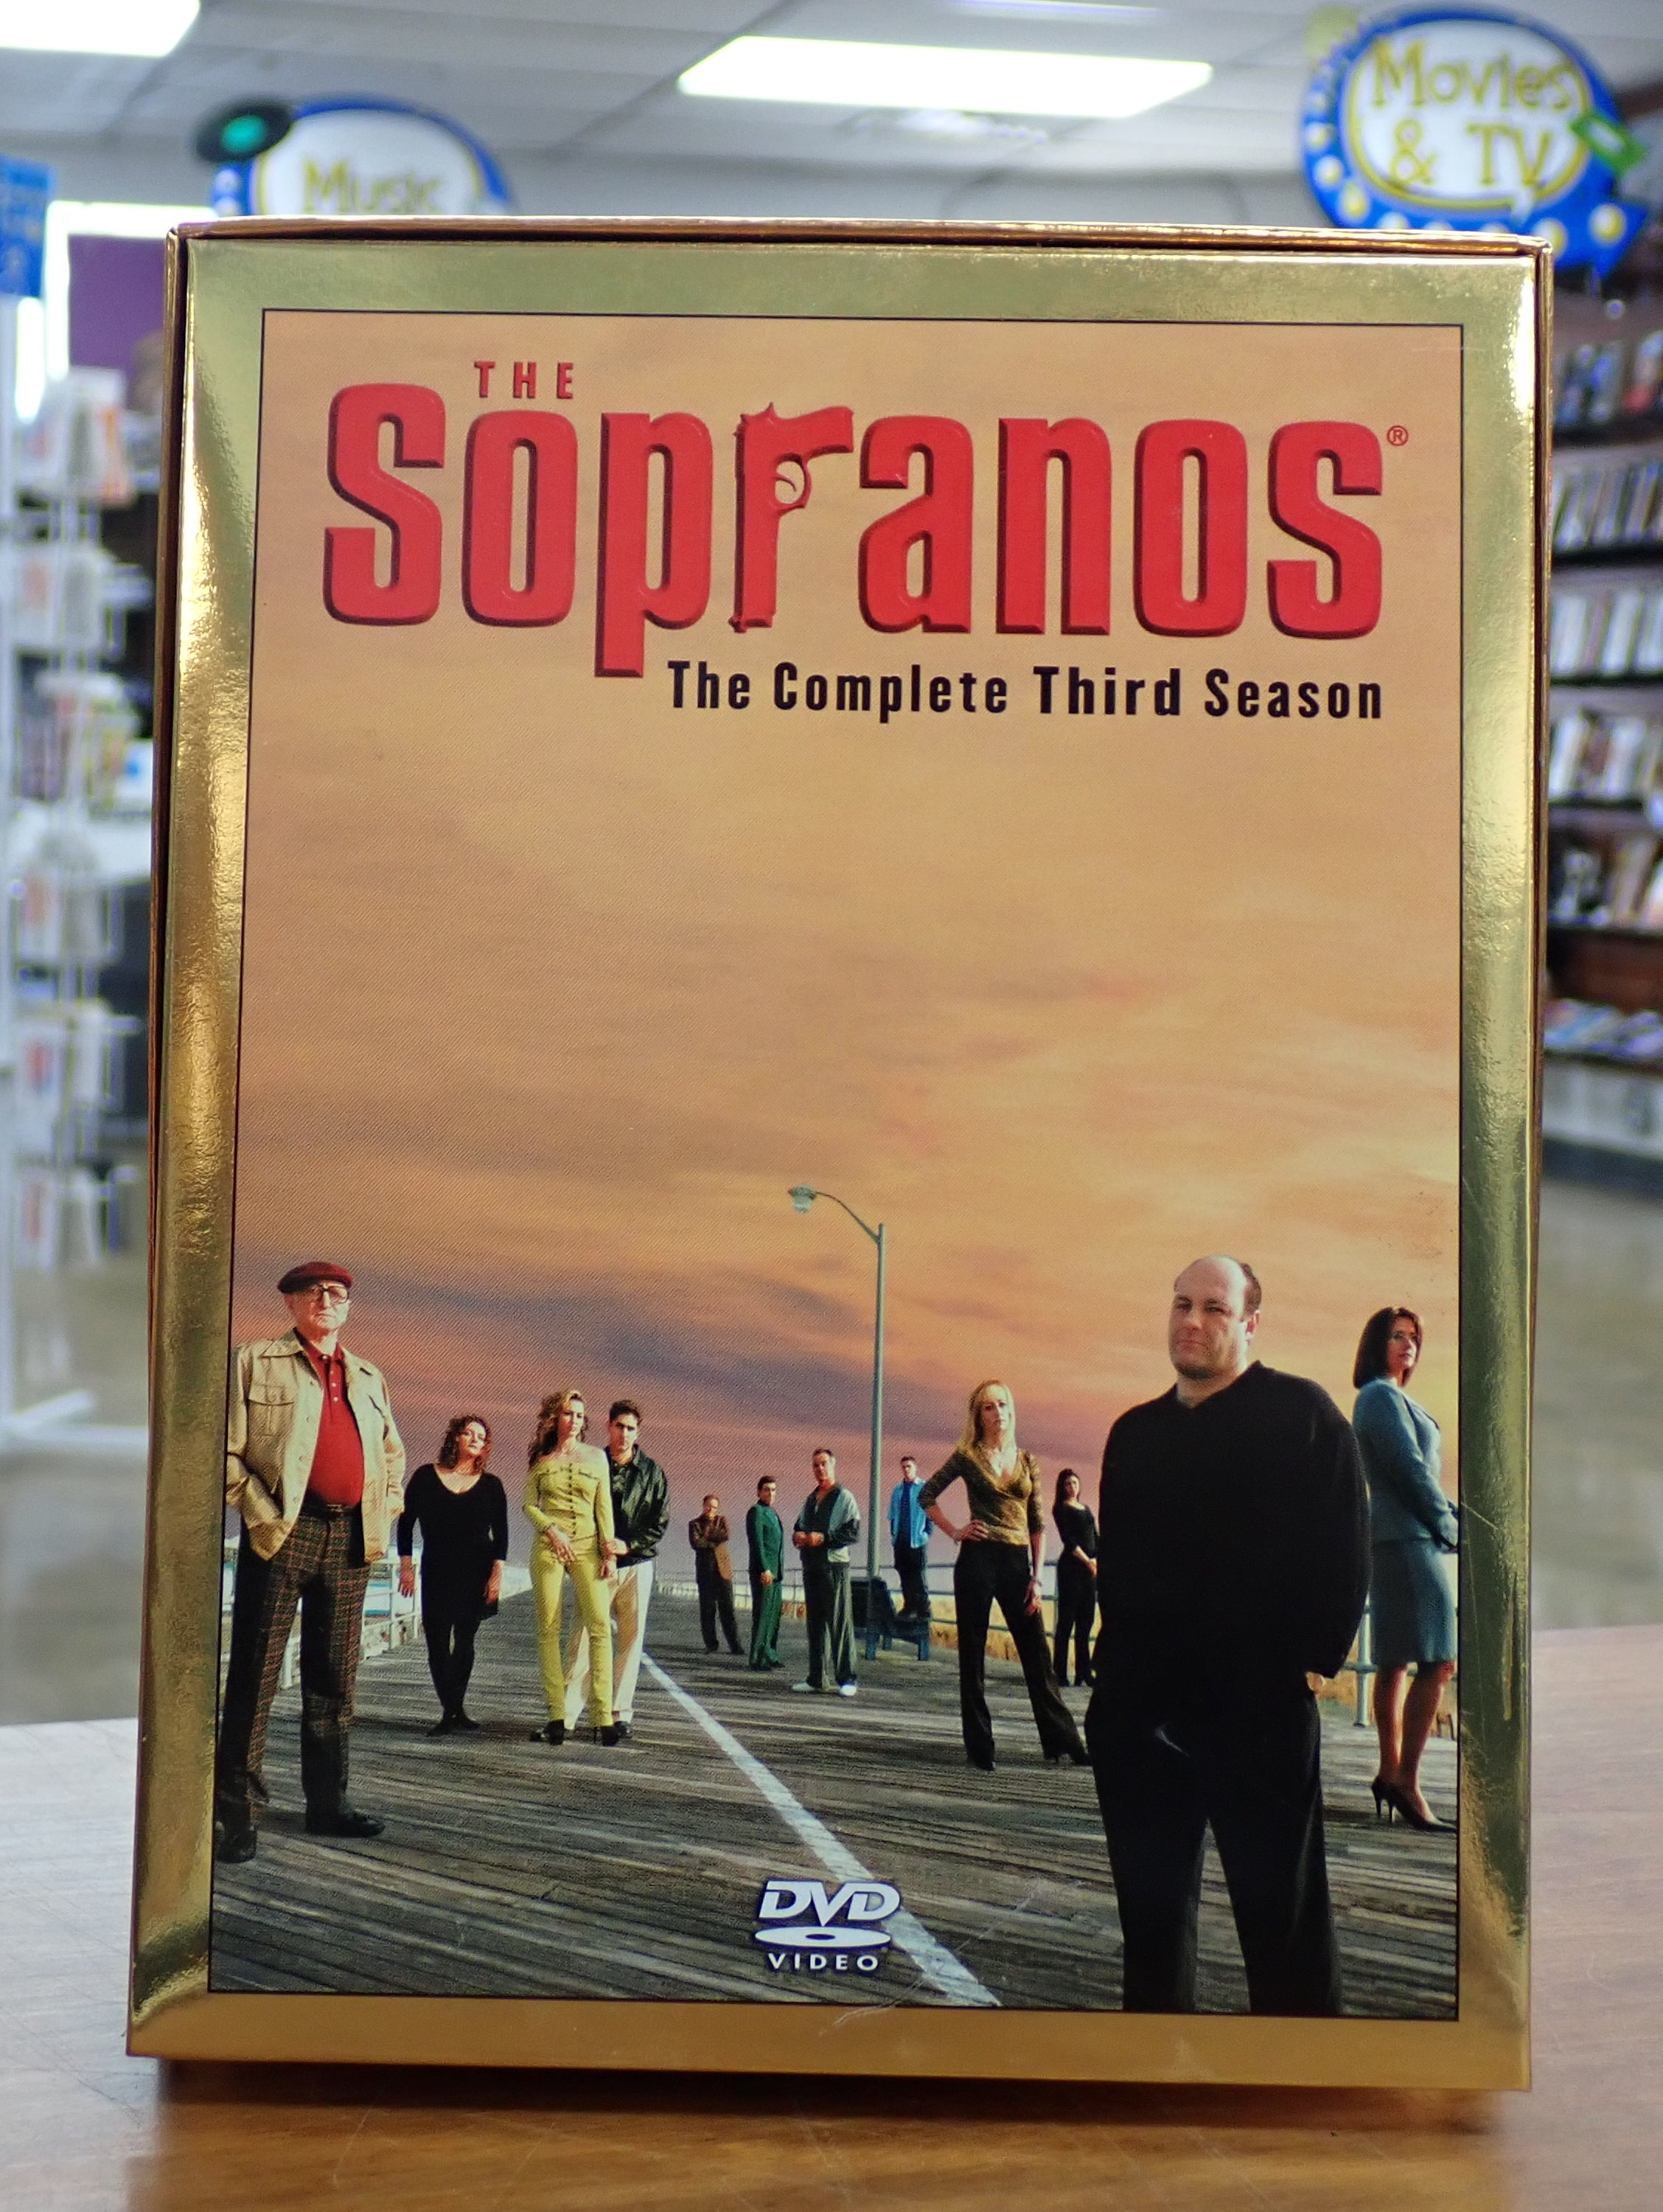 Music
Movies
& TV
THE
Sopranos®
The Complete Third Season
DVD
VIDEO